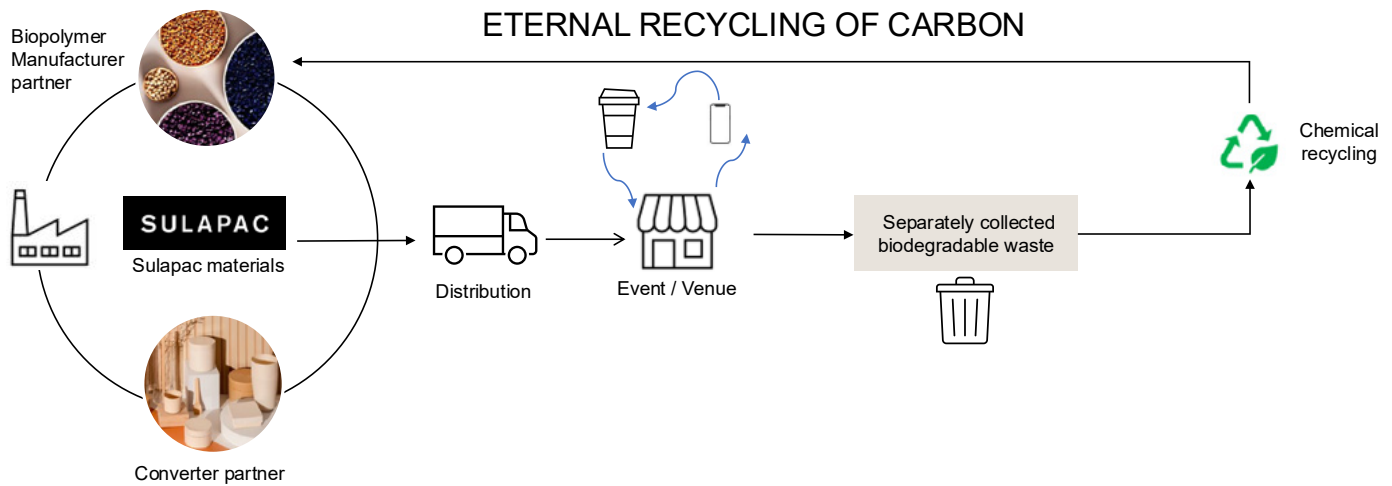 ETERNAL RECYCLING OF CARBON
Biopolymer
Manufacturer
partner
SULAPAC
Sulapac materials
Converter partner
Distribution
Event / Venue
Separately collected
biodegradable waste
Chemical
recycling